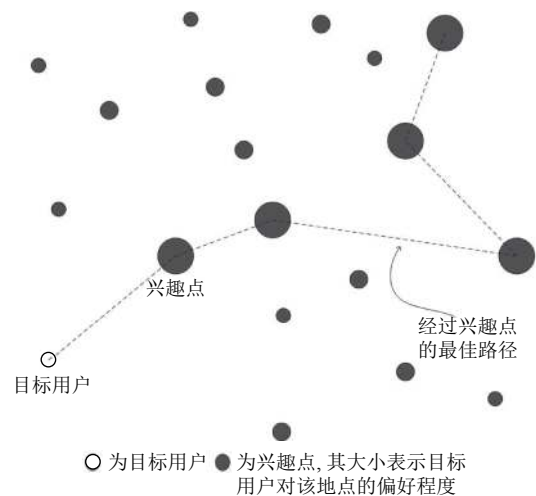 兴趣点
经过兴趣点
的最佳路径
目标用户
为目标用户 为兴趣点, 其大小表示目标
用户对该地点的偏好程度